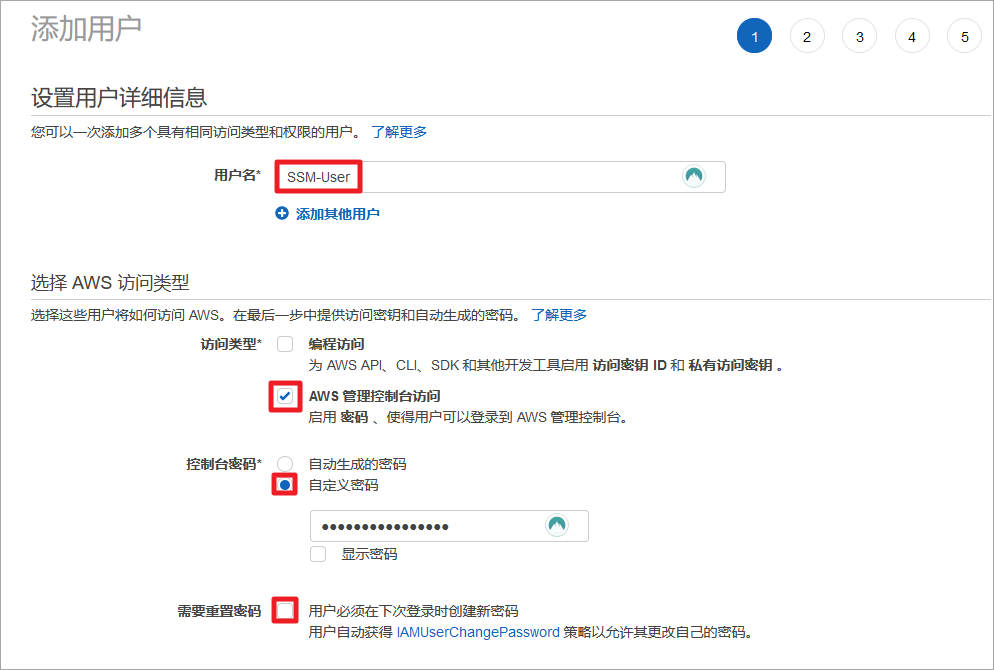 添加用户
1 2 3 4 5
设置用户详细信息
您可以一次添加多个具有相同访问类型和权限的用户。 了解更多
用户名* SSM-User
添加其他用户
选择 AWS 访问类型
选择这些用户将如何访问 AWS。在最后一步中提供访问密钥和自动生成的密码。 了解更多
访问类型* 编程访问
为 AWS API、CLI、SDK 和其他开发工具启用 访问密钥 ID 和 私有访问密钥 。
AWS 管理控制台访问
启用 密码 、使得用户可以登录到 AWS 管理控制台。
控制台密码* 自动生成的密码
自定义密码
••••••••••••••••
显示密码
需要重置密码 用户必须在下次登录时创建新密码
用户自动获得 IAMUserChangePassword 策略以允许其更改自己的密码。